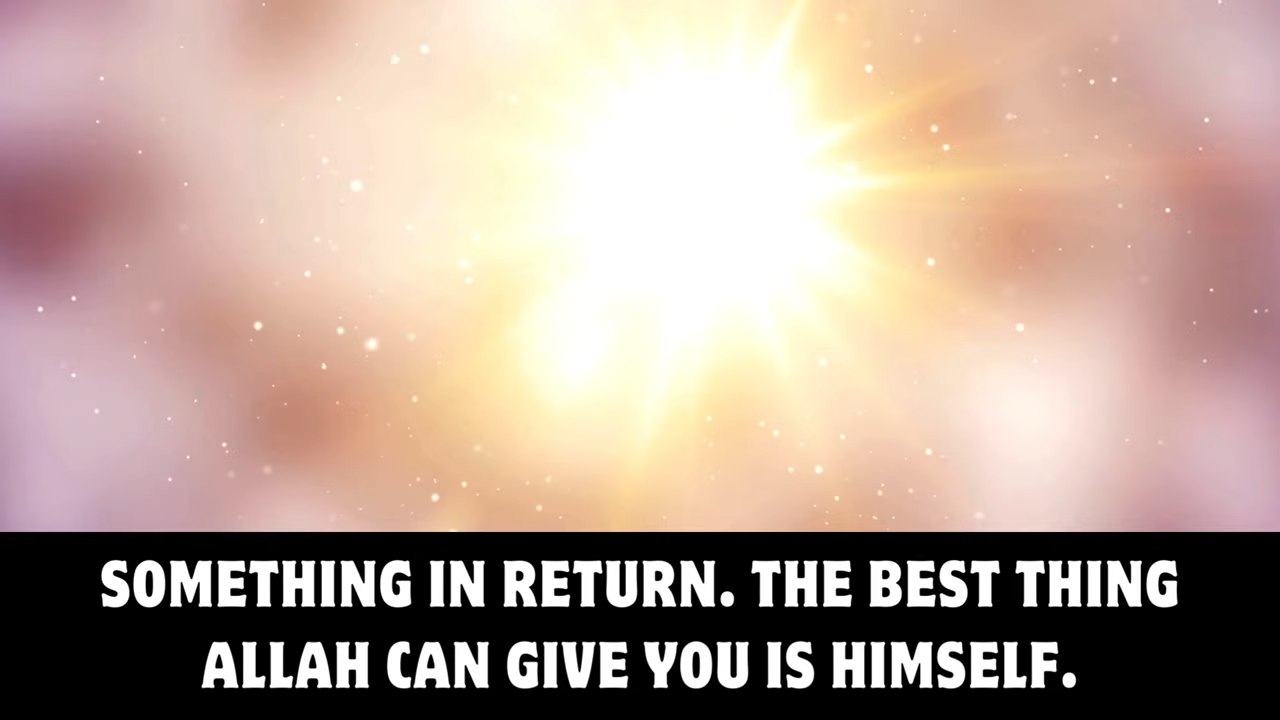 SOMETHING IN RETURN. THE BEST THING
ALLAH CAN GIVE YOU IS HIMSELF.